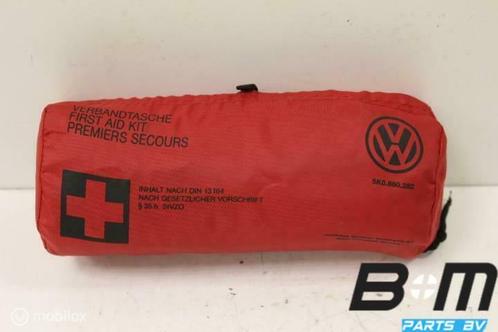 VERBANDTASCHE
FIRST AID KIT
PREMIERS SECOURS
INHALT NACH DIN 13164
NACH GESETZLICHER VORSCHRIFT
§ 35 h StVZO
VW
5K0.860.282
B M
PARTS BV
mobilox